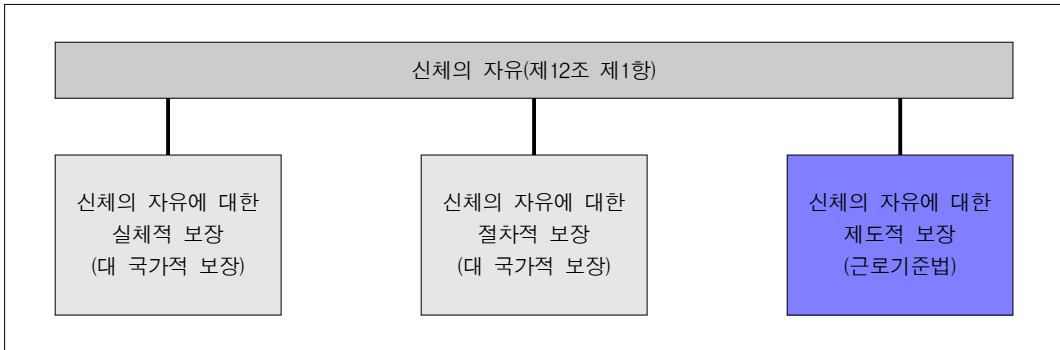 신체의 자유(제12조 제1항)
신체의 자유에 대한
실체적 보장
(대 국가적 보장)
신체의 자유에 대한
절차적 보장
(대 국가적 보장)
신체의 자유에 대한
제도적 보장
(근로기준법)